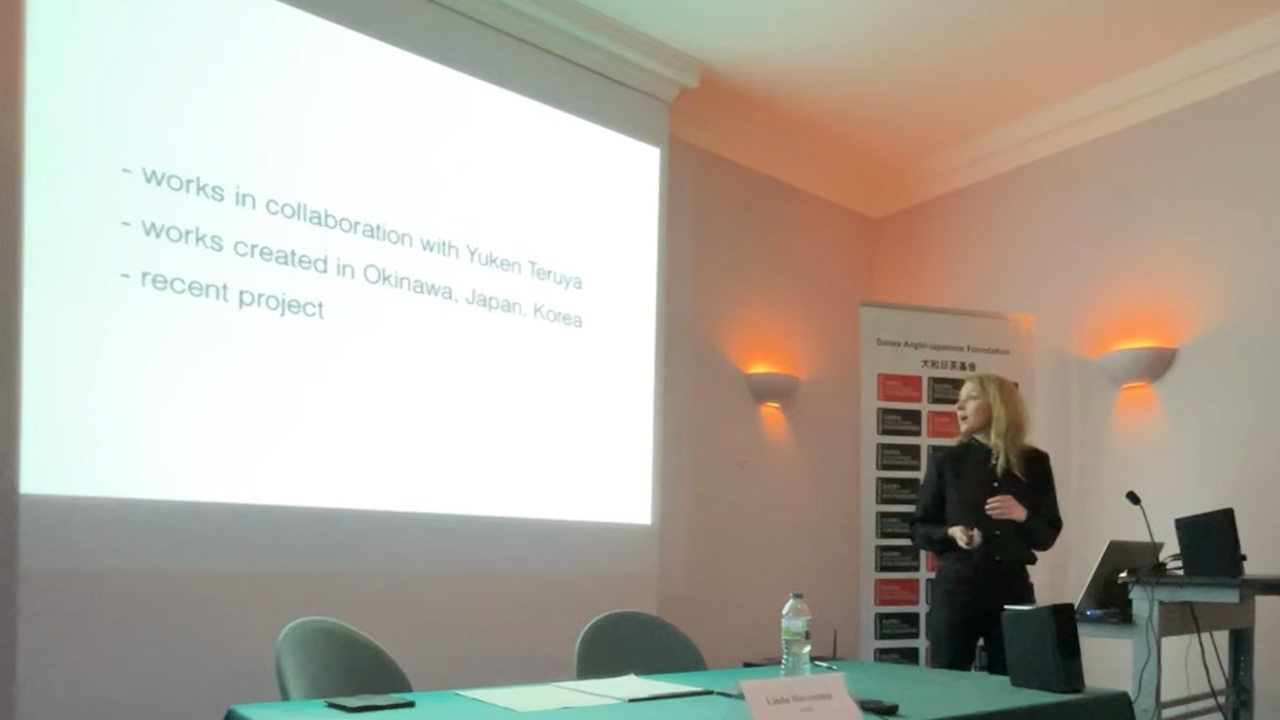 - works in collaboration with Yuken Teruya
- works created in Okinawa, Japan, Korea
- recent project
Daiwa Anglo-Japanese Foundation
大和日英基金